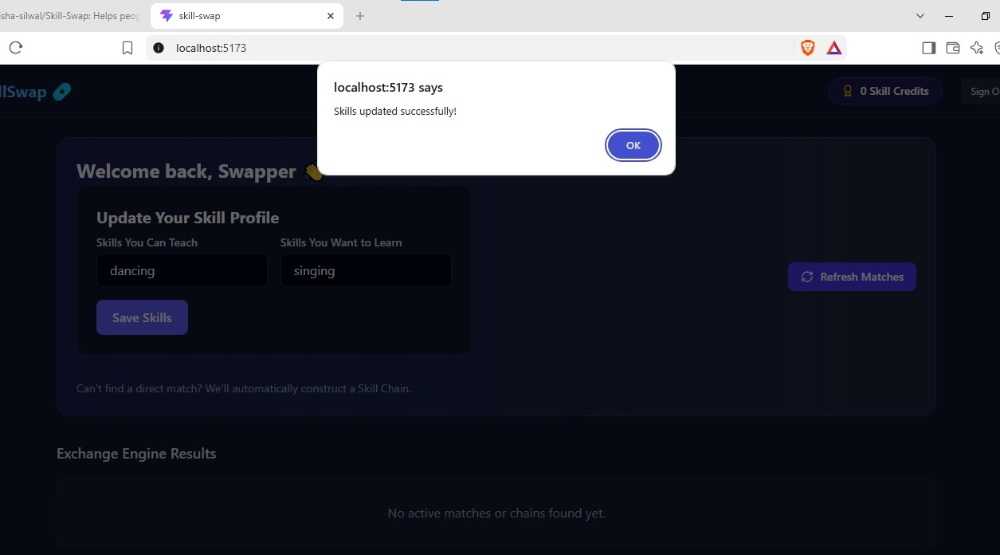 isha-silwal/Skill-Swap: Helps peop
skill-swap
localhost:5173
llSwap
0 Skill Credits
Sign O
localhost:5173 says
Skills updated successfully!
OK
Welcome back, Swapper 👋
Update Your Skill Profile
Skills You Can Teach
Skills You Want to Learn
dancing
singing
Refresh Matches
Save Skills
Can't find a direct match? We'll automatically construct a Skill Chain.
Exchange Engine Results
No active matches or chains found yet.